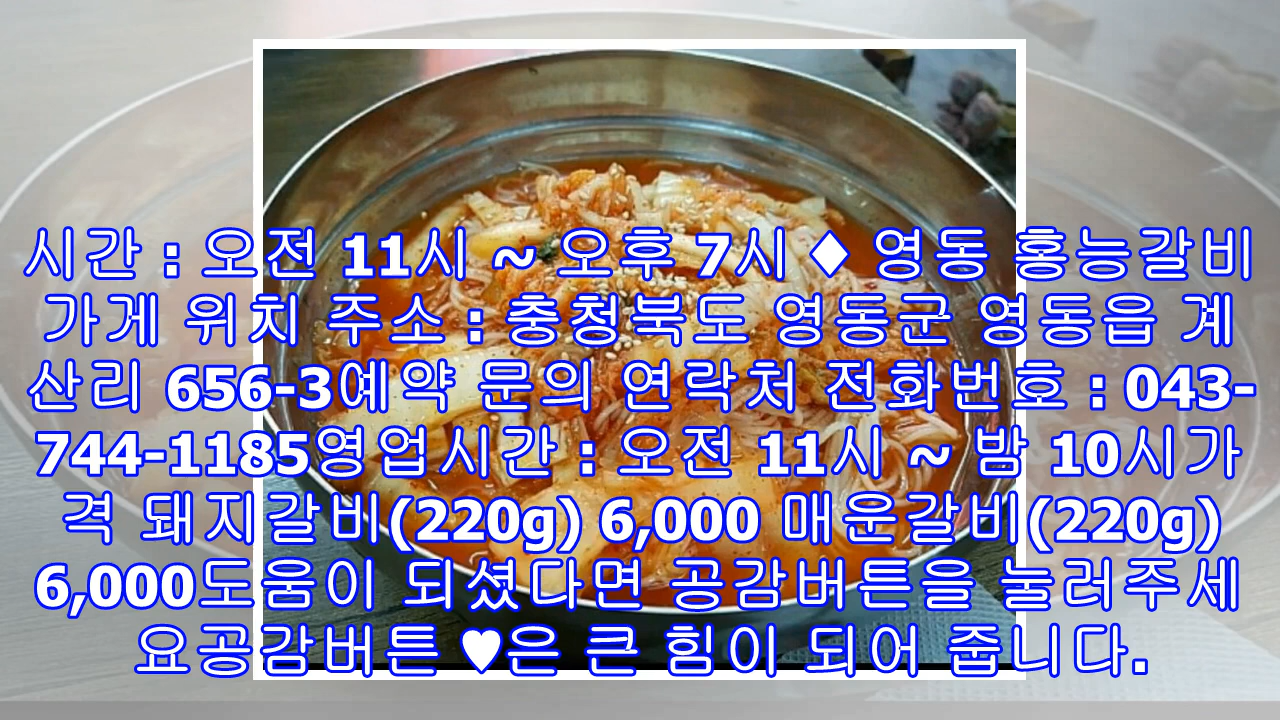 시간 : 오전 11시 ~ 오후 7시♦ 영동 홍능갈비
가게 위치 주소 : 충청북도 영동군 영동읍 계
산리 656-3예약 문의 연락처 전화번호 : 043-
744-1185영업시간 : 오전 11시 ~ 밤 10시가
격 돼지갈비(220g) 6,000 매운갈비(220g)
6,000도움이 되셨다면 공감버튼을 눌러주세
요공감버튼 ♥은 큰 힘이 되어 줍니다.